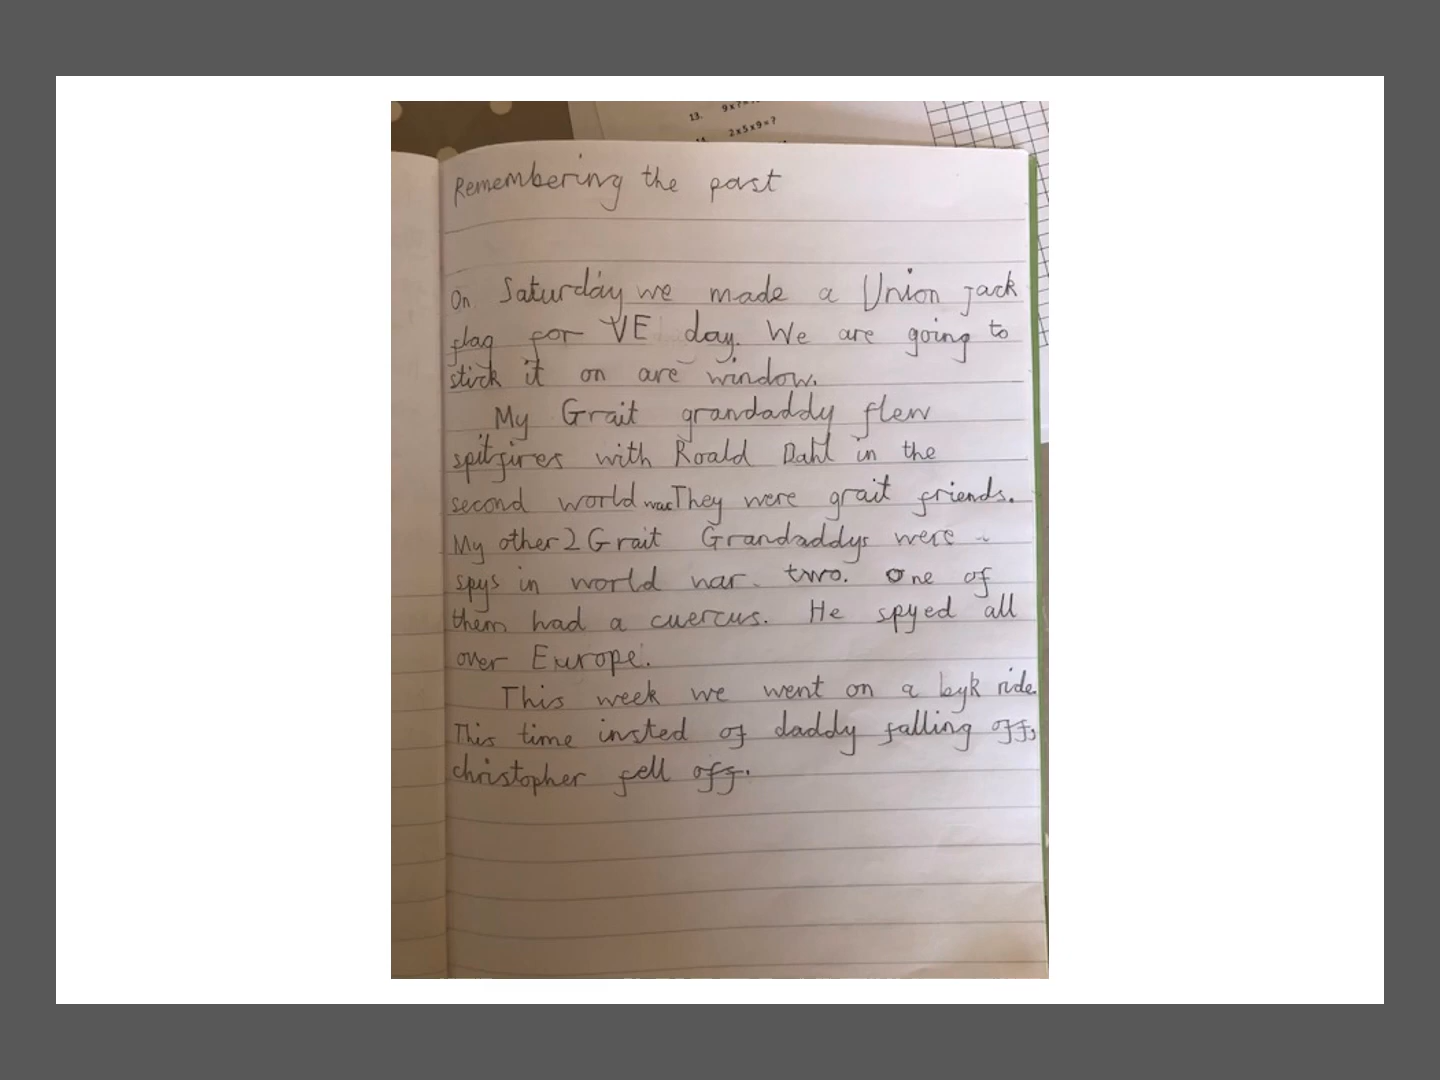 13. 9x?=
2x5x9=?
Remembering the past
On Saturday we made a Union jack
flag for VE day. We are going to
stick it on are window.
My Grait grandaddy flew
spitfires with Roald Dahl in the
second world war They were grait friends.
My other 2 Grait Grandaddys were
spys in world war two. One of
them had a cuercus. He spyed all
over Europe.
This week we went on a byk ride.
This time insted of daddy falling off,
christopher fell off.